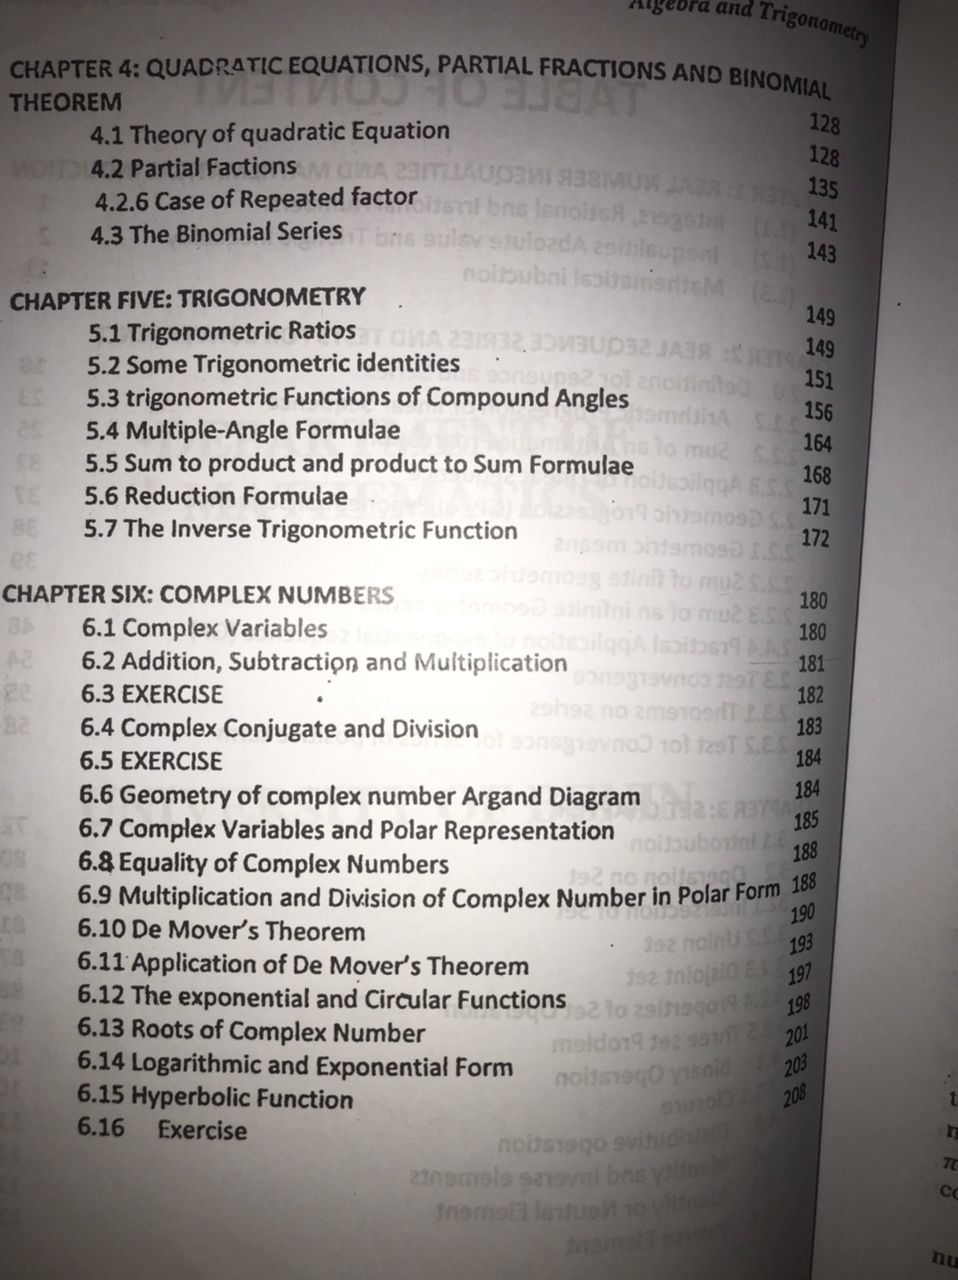 Algebra and Trigonometry
CHAPTER 4: QUADRATIC EQUATIONS, PARTIAL FRACTIONS AND BINOMIAL
THEOREM 128
4.1 Theory of quadratic Equation 128
4.2 Partial Factions 135
4.2.6 Case of Repeated factor 141
4.3 The Binomial Series 143
CHAPTER FIVE: TRIGONOMETRY 149
5.1 Trigonometric Ratios 149
5.2 Some Trigonometric identities 151
5.3 trigonometric Functions of Compound Angles 156
5.4 Multiple-Angle Formulae 164
5.5 Sum to product and product to Sum Formulae 168
5.6 Reduction Formulae 171
5.7 The Inverse Trigonometric Function 172
CHAPTER SIX: COMPLEX NUMBERS 180
6.1 Complex Variables 180
6.2 Addition, Subtraction and Multiplication 181
6.3 EXERCISE 182
6.4 Complex Conjugate and Division 183
6.5 EXERCISE 184
6.6 Geometry of complex number Argand Diagram 184
6.7 Complex Variables and Polar Representation 185
6.8 Equality of Complex Numbers 188
6.9 Multiplication and Division of Complex Number in Polar Form 188
6.10 De Mover's Theorem 190
6.11 Application of De Mover's Theorem 193
6.12 The exponential and Circular Functions 197
6.13 Roots of Complex Number 198
6.14 Logarithmic and Exponential Form 201
6.15 Hyperbolic Function 203
6.16 Exercise 208